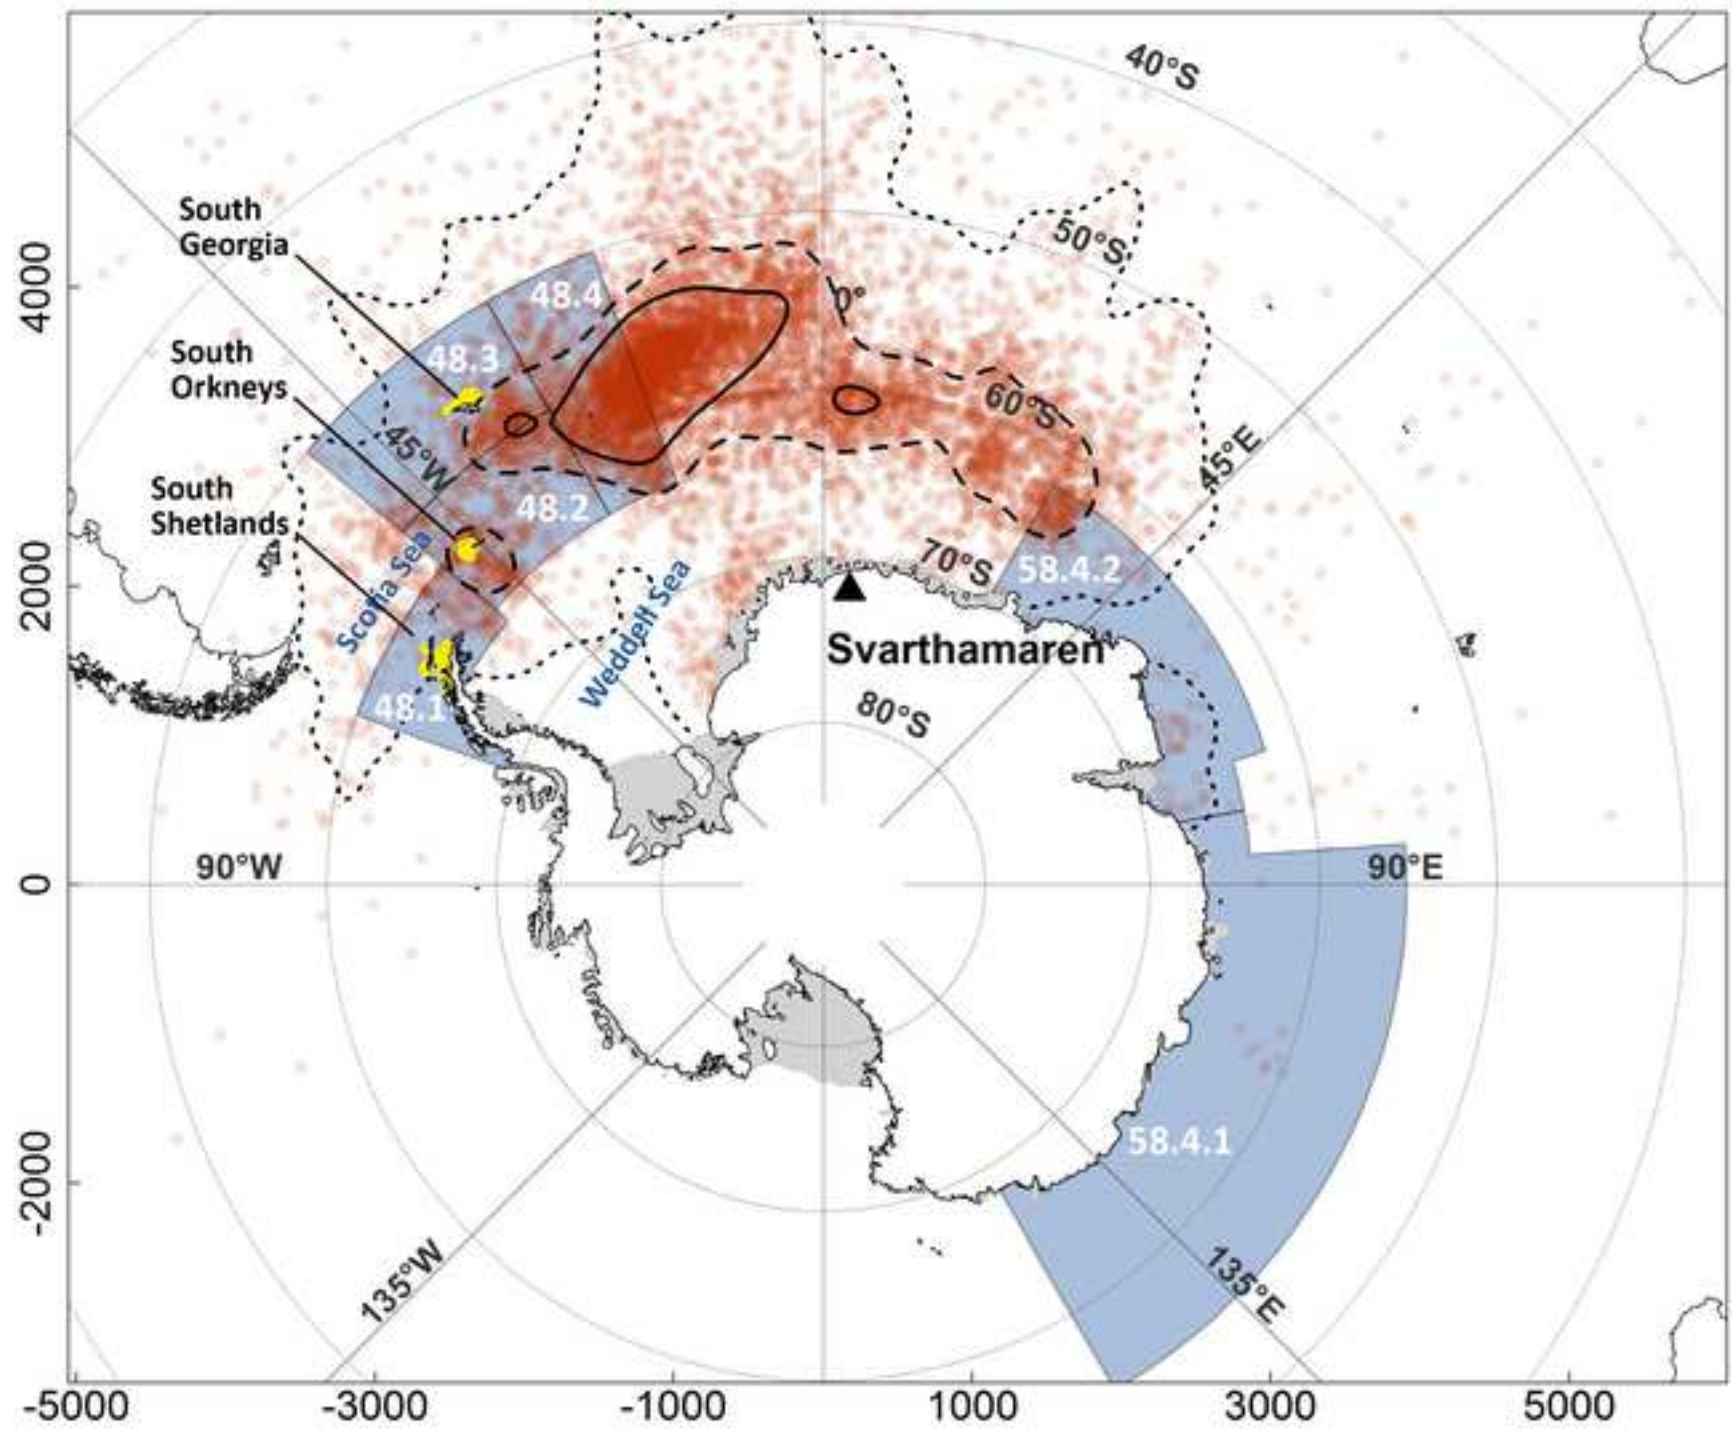 40°S
South
Georgia
50°S
48.4
0°
4000
48.3
South
Orkneys
60°S
45°W
45°E
South
Shetlands
48.2
70°S
58.4.2
2000
Scotia Sea
Weddell Sea
Svarthamaren
48.1
80°S
90°W
0
90°E
58.4.1
-2000
135°W
135°E
-5000
-3000
-1000
1000
3000
5000